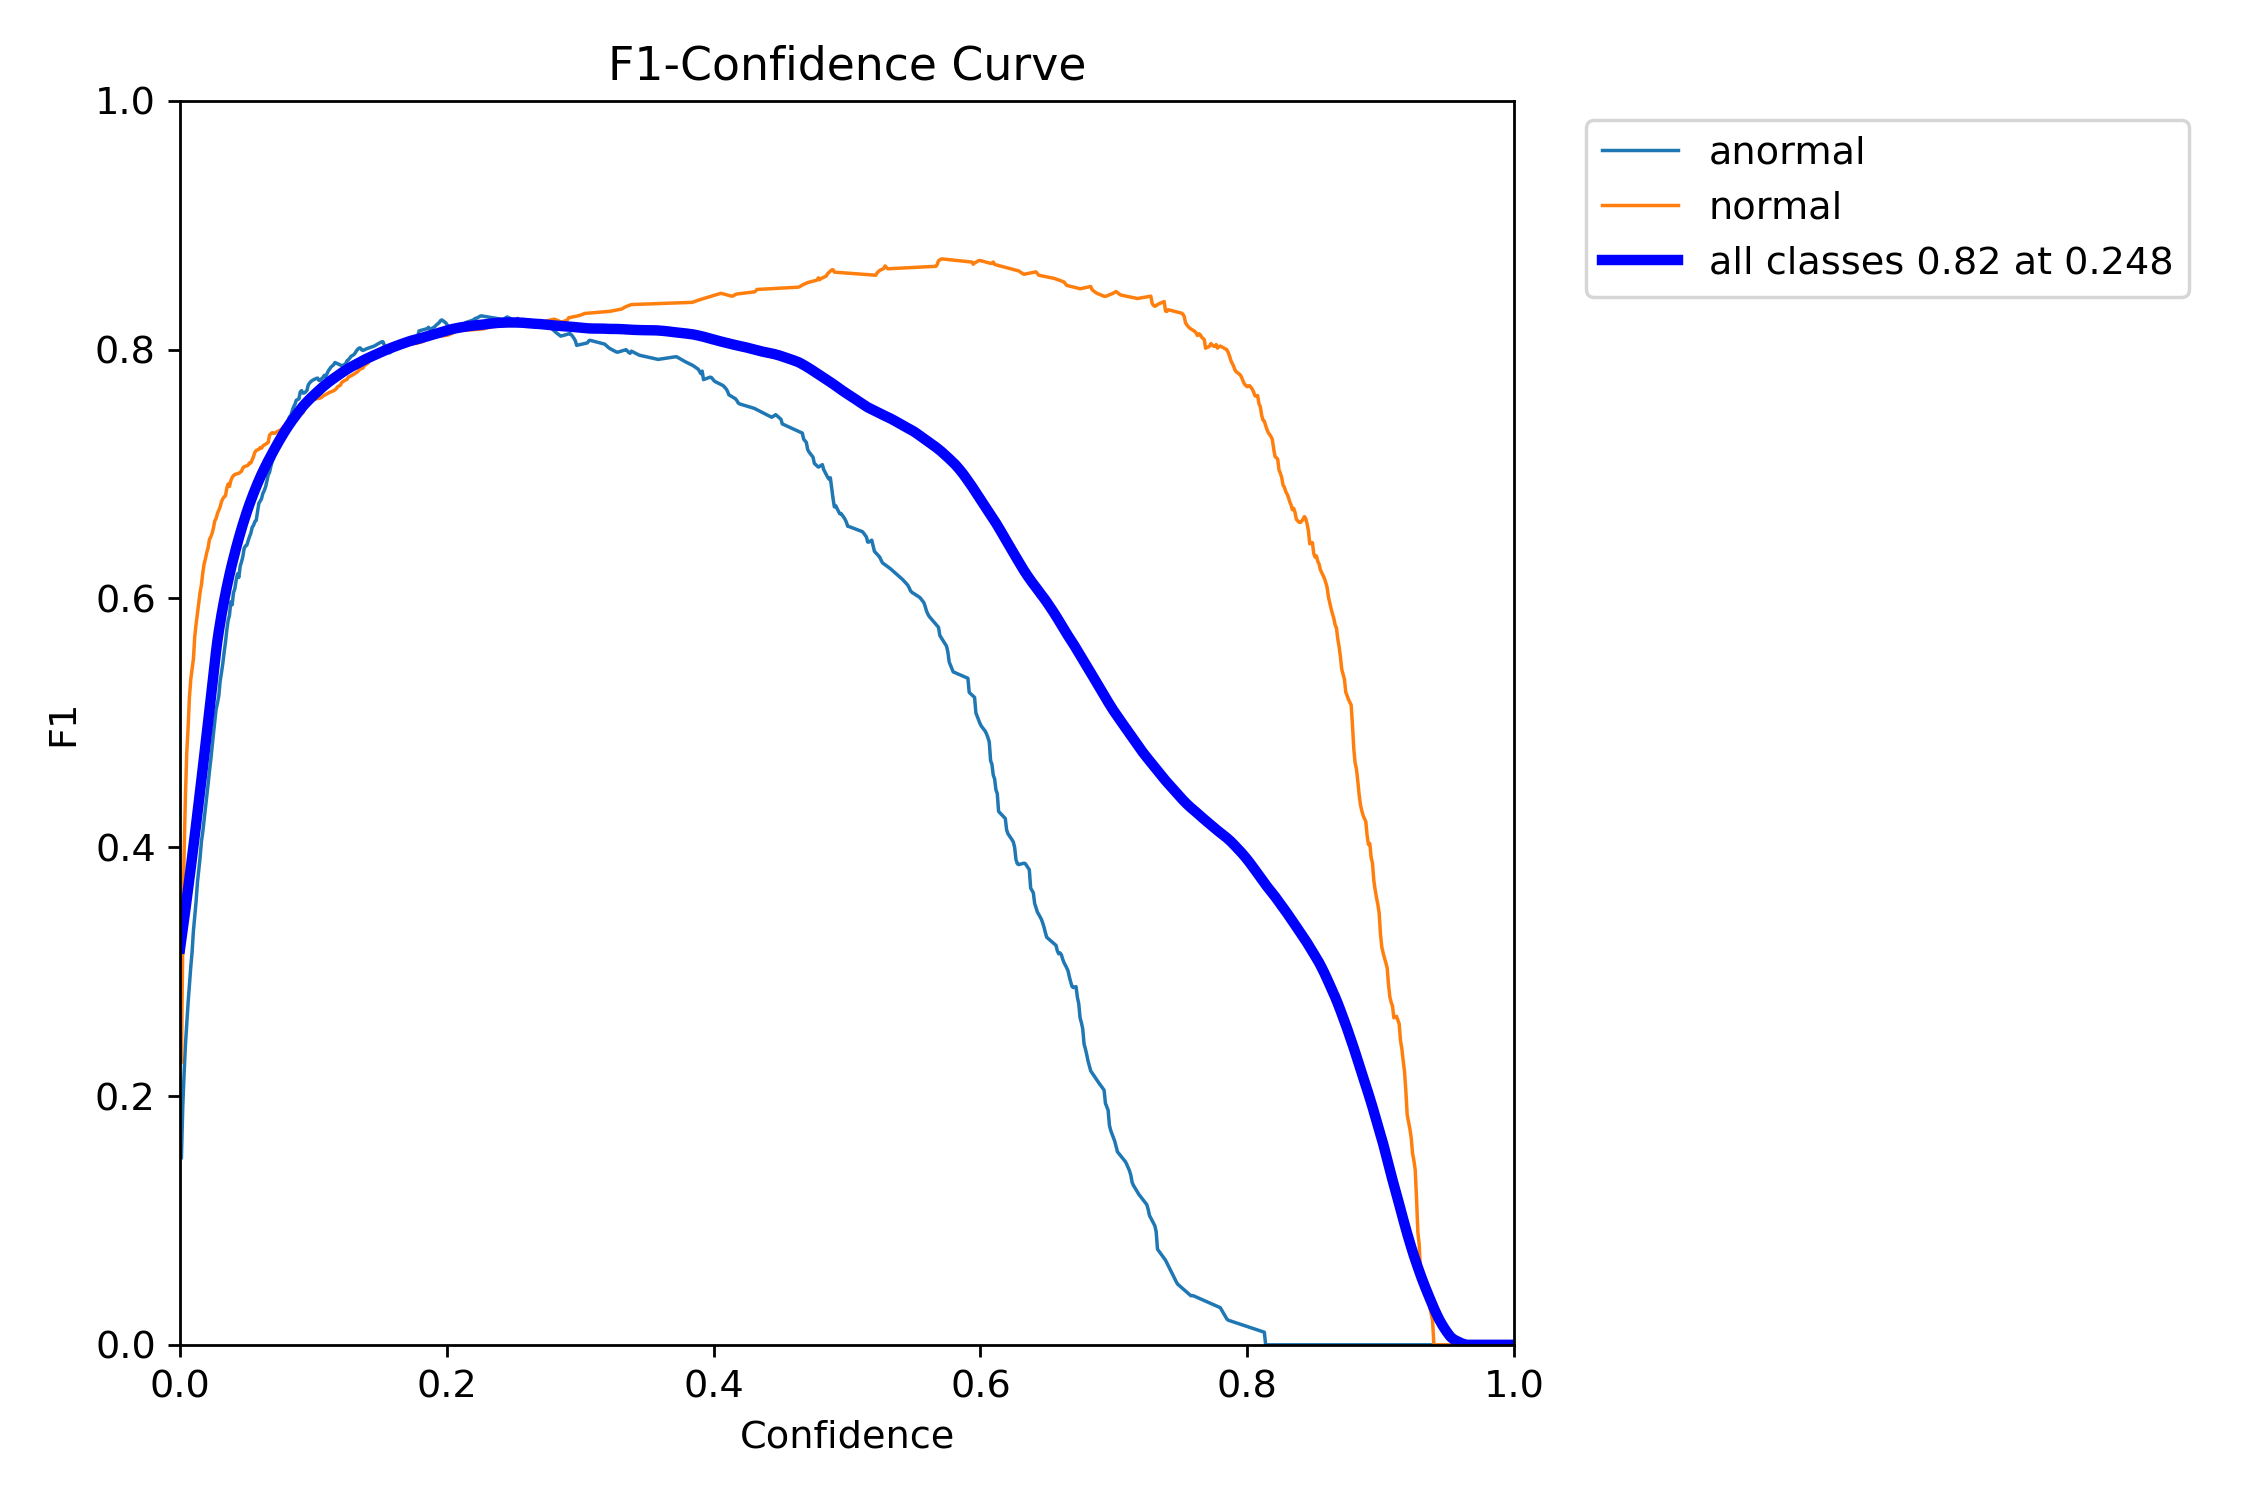 F1-Confidence Curve
1.0
0.8
0.6
0.4
0.2
0.0
F1
0.0 0.2 0.4 0.6 0.8 1.0
Confidence
anormal
normal
all classes 0.82 at 0.248